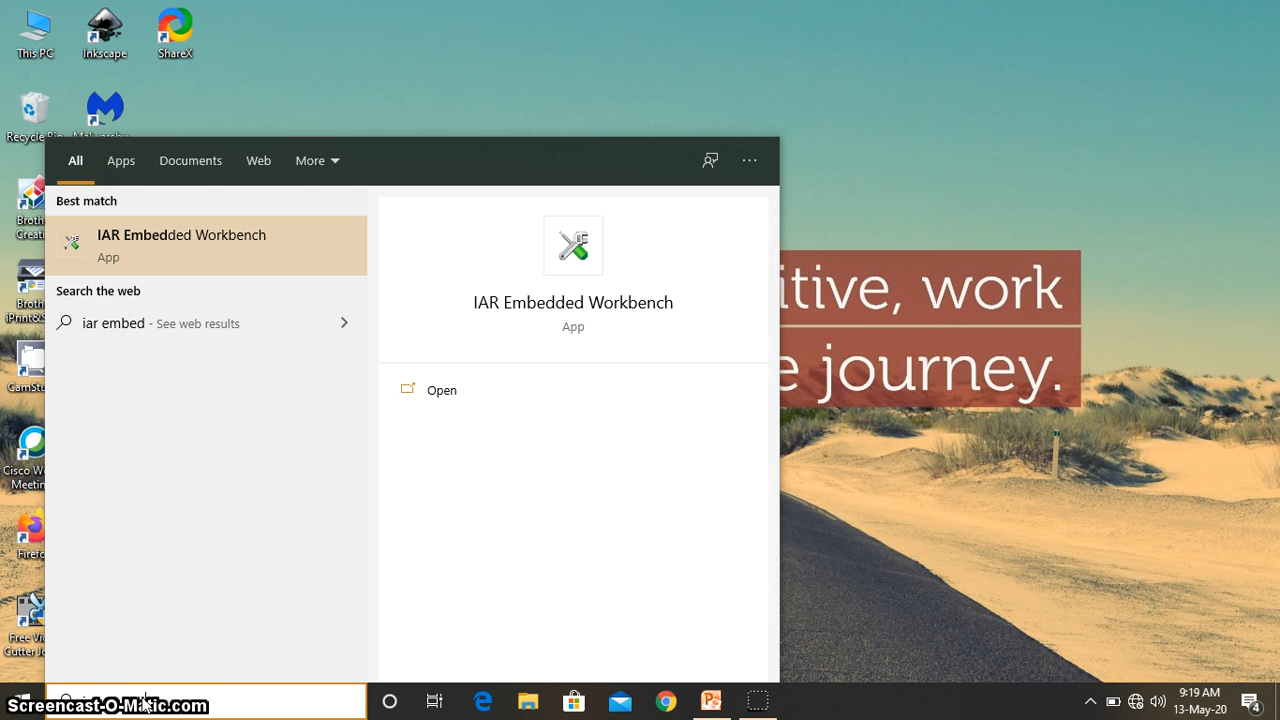 This PC
Inkscape
ShareX
All
Apps
Documents
Web
More
Best match
IAR Embedded Workbench
App
Search the web
iar embed - See web results
IAR Embedded Workbench
App
Open
itive, work
e journey.
Screencast-O-Matic.com
9:19 AM
13-May-20
4